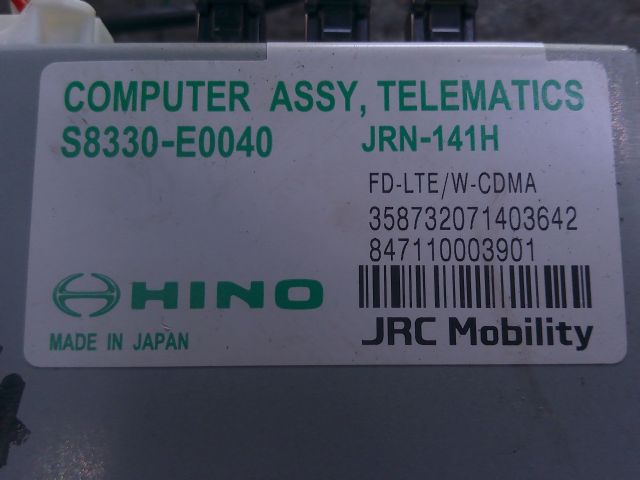 COMPUTER ASSY, TELEMATICS
S8330-E0040 JRN-141H
FD-LTE/W-CDMA
358732071403642
847110003901
HINO
MADE IN JAPAN
JRC Mobility